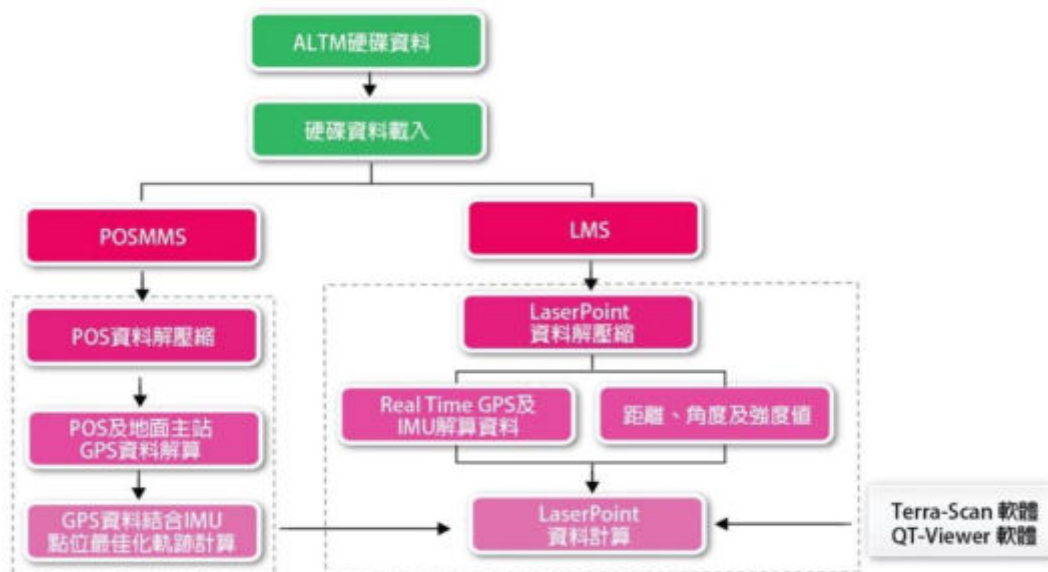 ALTM硬碟資料
硬碟資料載入
POSMMS
LMS
POS資料解壓縮
LaserPoint
資料解壓縮
POS及地面主站
GPS資料解算
Real Time GPS及
IMU解算資料
距離、角度及強度值
GPS資料結合IMU
點位最佳化軌跡計算
LaserPoint
資料計算
Terra-Scan 軟體
QT-Viewer 軟體